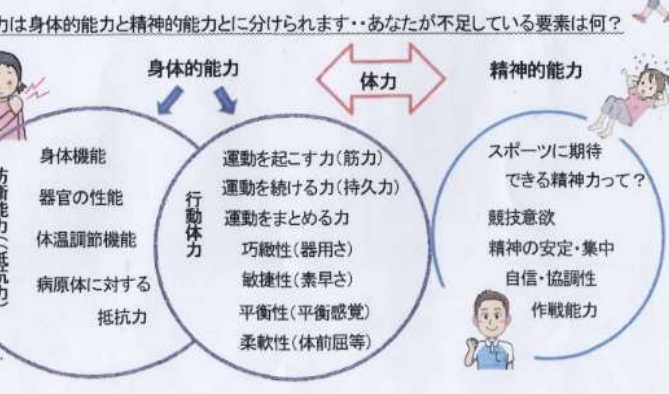 力は身体的能力と精神的能力とに分けられます・・あなたが不足している要素は何？
身体的能力
体力
精神的能力
防衛能力(抵抗力)
身体機能
器官の性能
体温調節機能
病原体に対する
抵抗力
行動体力
運動を起こす力(筋力)
運動を続ける力(持久力)
運動をまとめる力
巧緻性(器用さ)
敏捷性(素早さ)
平衡性(平衡感覚)
柔軟性(体前屈等)
スポーツに期待
できる精神力って？
競技意欲
精神の安定・集中
自信・協調性
作戦能力